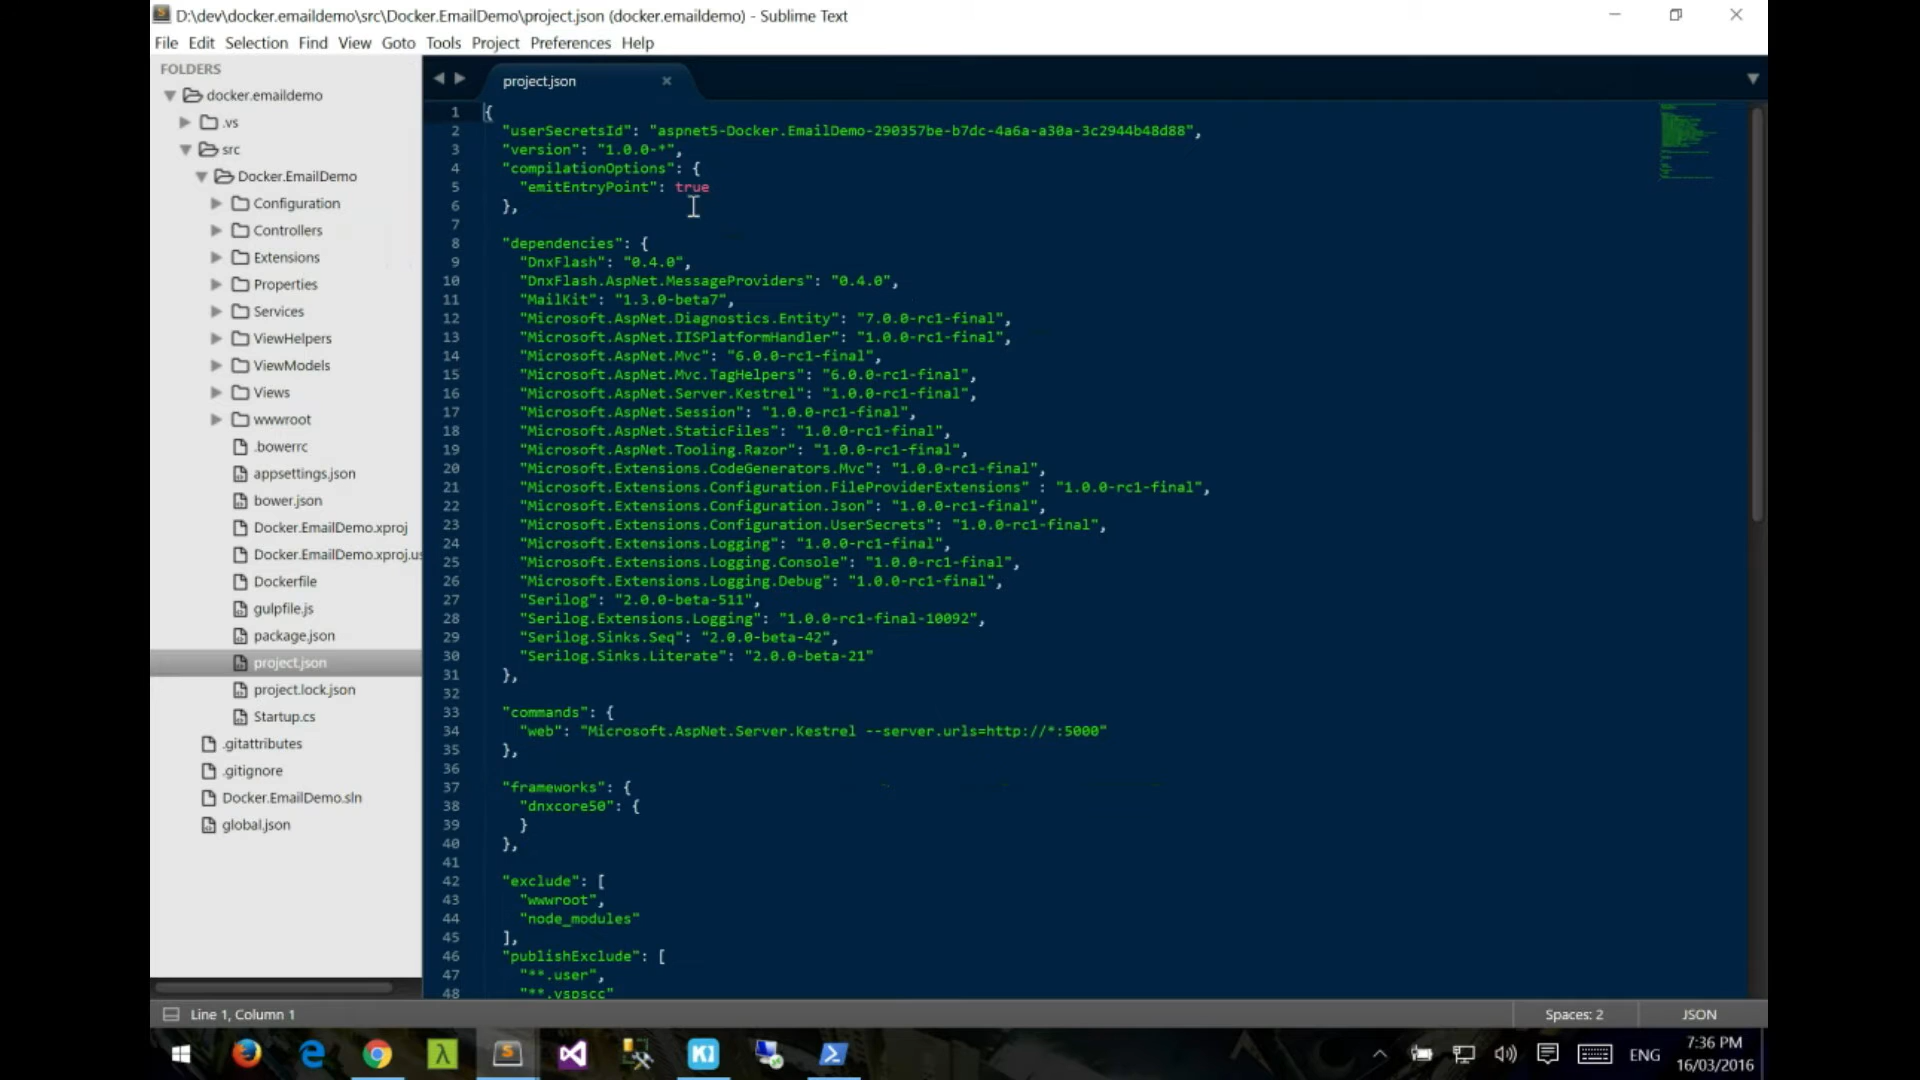 D:\dev\docker.emaildemo\src\Docker.EmailDemo\project.json (docker.emaildemo) - Sublime Text
File Edit Selection Find View Goto Tools Project Preferences Help
FOLDERS
docker.emaildemo
.vs
src
Docker.EmailDemo
Configuration
Controllers
Extensions
Properties
Services
ViewHelpers
ViewModels
Views
wwwroot
.bowerrc
appsettings.json
bower.json
Docker.EmailDemo.xproj
Docker.EmailDemo.xproj.us
Dockerfile
gulpfile.js
package.json
project.json
project.lock.json
Startup.cs
.gitattributes
.gitignore
Docker.EmailDemo.sln
global.json
project.json
1 {
2 "userSecretsId": "aspnet5-Docker.EmailDemo-290357be-b7dc-4a6a-a30a-3c2944b48d88",
3 "version": "1.0.0-*",
4 "compilationOptions": {
5 "emitEntryPoint": true
6 },
7
8 "dependencies": {
9 "DnxFlash": "0.4.0",
10 "DnxFlash.AspNet.MessageProviders": "0.4.0",
11 "MailKit": "1.3.0-beta7",
12 "Microsoft.AspNet.Diagnostics.Entity": "7.0.0-rc1-final",
13 "Microsoft.AspNet.IISPlatformHandler": "1.0.0-rc1-final",
14 "Microsoft.AspNet.Mvc": "6.0.0-rc1-final",
15 "Microsoft.AspNet.Mvc.TagHelpers": "6.0.0-rc1-final",
16 "Microsoft.AspNet.Server.Kestrel": "1.0.0-rc1-final",
17 "Microsoft.AspNet.Session": "1.0.0-rc1-final",
18 "Microsoft.AspNet.StaticFiles": "1.0.0-rc1-final",
19 "Microsoft.AspNet.Tooling.Razor": "1.0.0-rc1-final",
20 "Microsoft.Extensions.CodeGenerators.Mvc": "1.0.0-rc1-final",
21 "Microsoft.Extensions.Configuration.FileProviderExtensions" : "1.0.0-rc1-final",
22 "Microsoft.Extensions.Configuration.Json": "1.0.0-rc1-final",
23 "Microsoft.Extensions.Configuration.UserSecrets": "1.0.0-rc1-final",
24 "Microsoft.Extensions.Logging": "1.0.0-rc1-final",
25 "Microsoft.Extensions.Logging.Console": "1.0.0-rc1-final",
26 "Microsoft.Extensions.Logging.Debug": "1.0.0-rc1-final",
27 "Serilog": "2.0.0-beta-511",
28 "Serilog.Extensions.Logging": "1.0.0-rc1-final-10092",
29 "Serilog.Sinks.Seq": "2.0.0-beta-42",
30 "Serilog.Sinks.Literate": "2.0.0-beta-21"
31 },
32
33 "commands": {
34 "web": "Microsoft.AspNet.Server.Kestrel --server.urls=http://*:5000"
35 },
36
37 "frameworks": {
38 "dnxcore50": {
39 }
40 },
41
42 "exclude": [
43 "wwwroot",
44 "node_modules"
45 ],
46 "publishExclude": [
47 "**.user",
48 "**.vspscc"
Line 1, Column 1
Spaces: 2
JSON
ENG
7:36 PM
16/03/2016